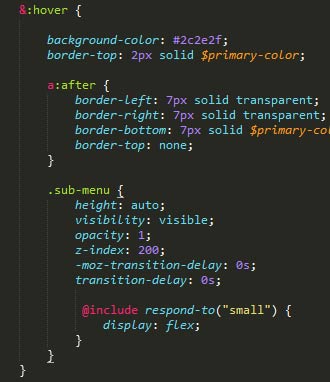 &:hover {
background-color: #2c2e2f;
border-top: 2px solid $primary-color;
a:after {
border-left: 7px solid transparent;
border-right: 7px solid transparent;
border-bottom: 7px solid $primary-col
border-top: none;
}
.sub-menu {
height: auto;
visibility: visible;
opacity: 1;
z-index: 200;
-moz-transition-delay: 0s;
transition-delay: 0s;
@include respond-to("small") {
display: flex;
}
}
}